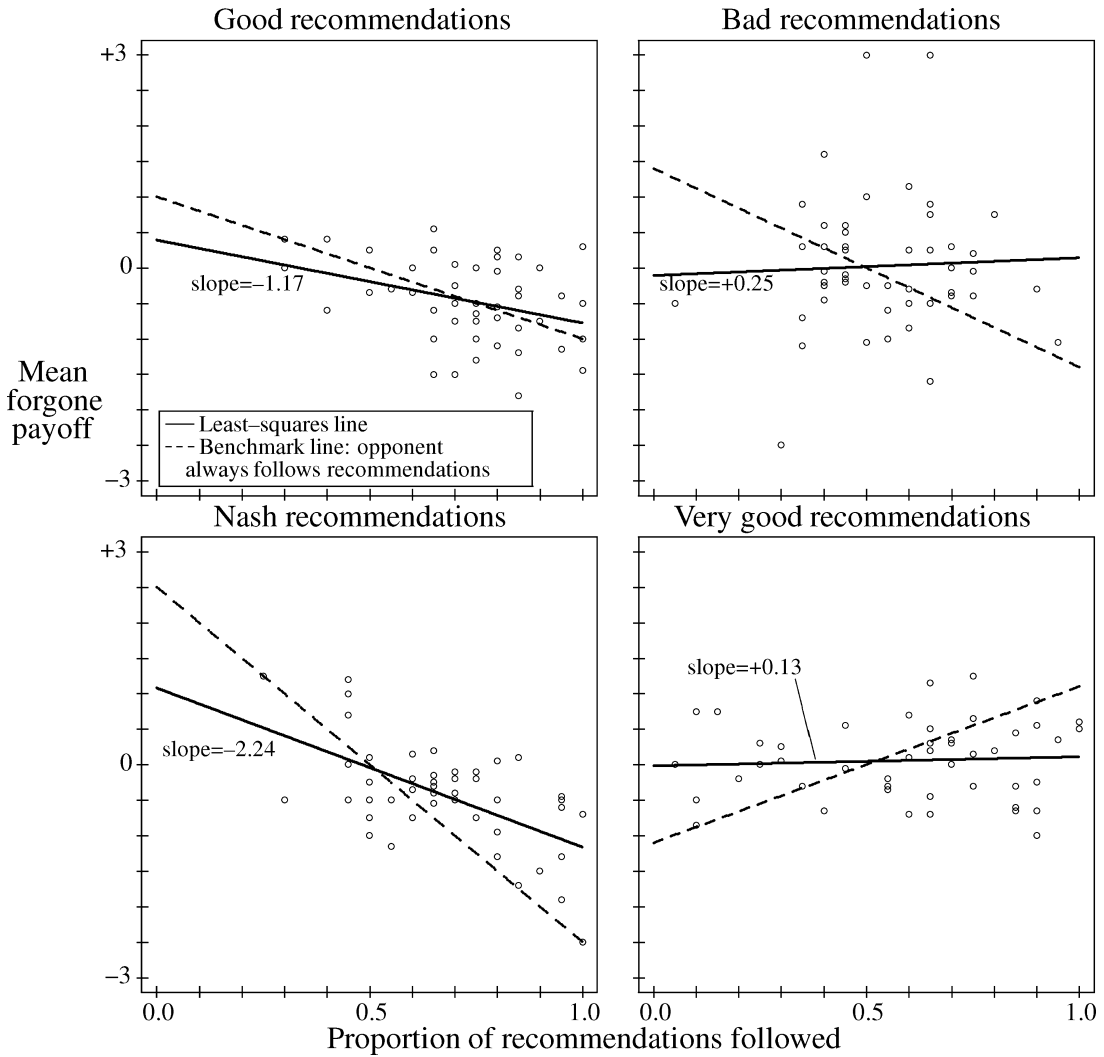 Good recommendations
Bad recommendations
+3
0
−3
slope=−1.17
slope=+0.25
Mean
forgone
payoff
Least−squares line
Benchmark line: opponent
always follows recommendations
Nash recommendations
Very good recommendations
+3
0
−3
slope=−2.24
slope=+0.13
0.0
0.5
1.0
0.0
0.5
1.0
Proportion of recommendations followed